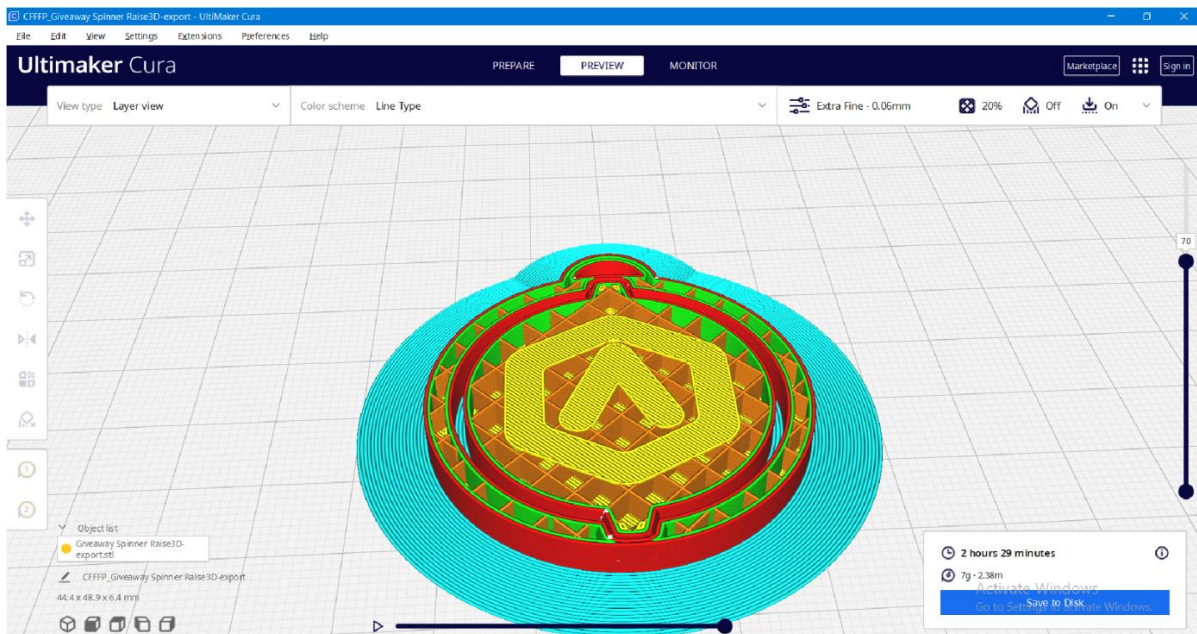 CFFFP_Giveaway Spinner Raise3D-export - UltiMaker Cura
File Edit View Settings Extensions Preferences Help
Ultimaker Cura PREPARE PREVIEW MONITOR Marketplace Sign in
View type Layer view Color scheme Line Type Extra Fine - 0.06mm 20% Off On
70
1
2
Object list
Giveaway Spinner Raise3D-
export.stl
CFFFP_Giveaway Spinner Raise3D-export
44.4 x 48.9 x 6.4 mm
2 hours 29 minutes
7g · 2.38m
Activate Windows
Save to Disk
Go to Settings to activate Windows.